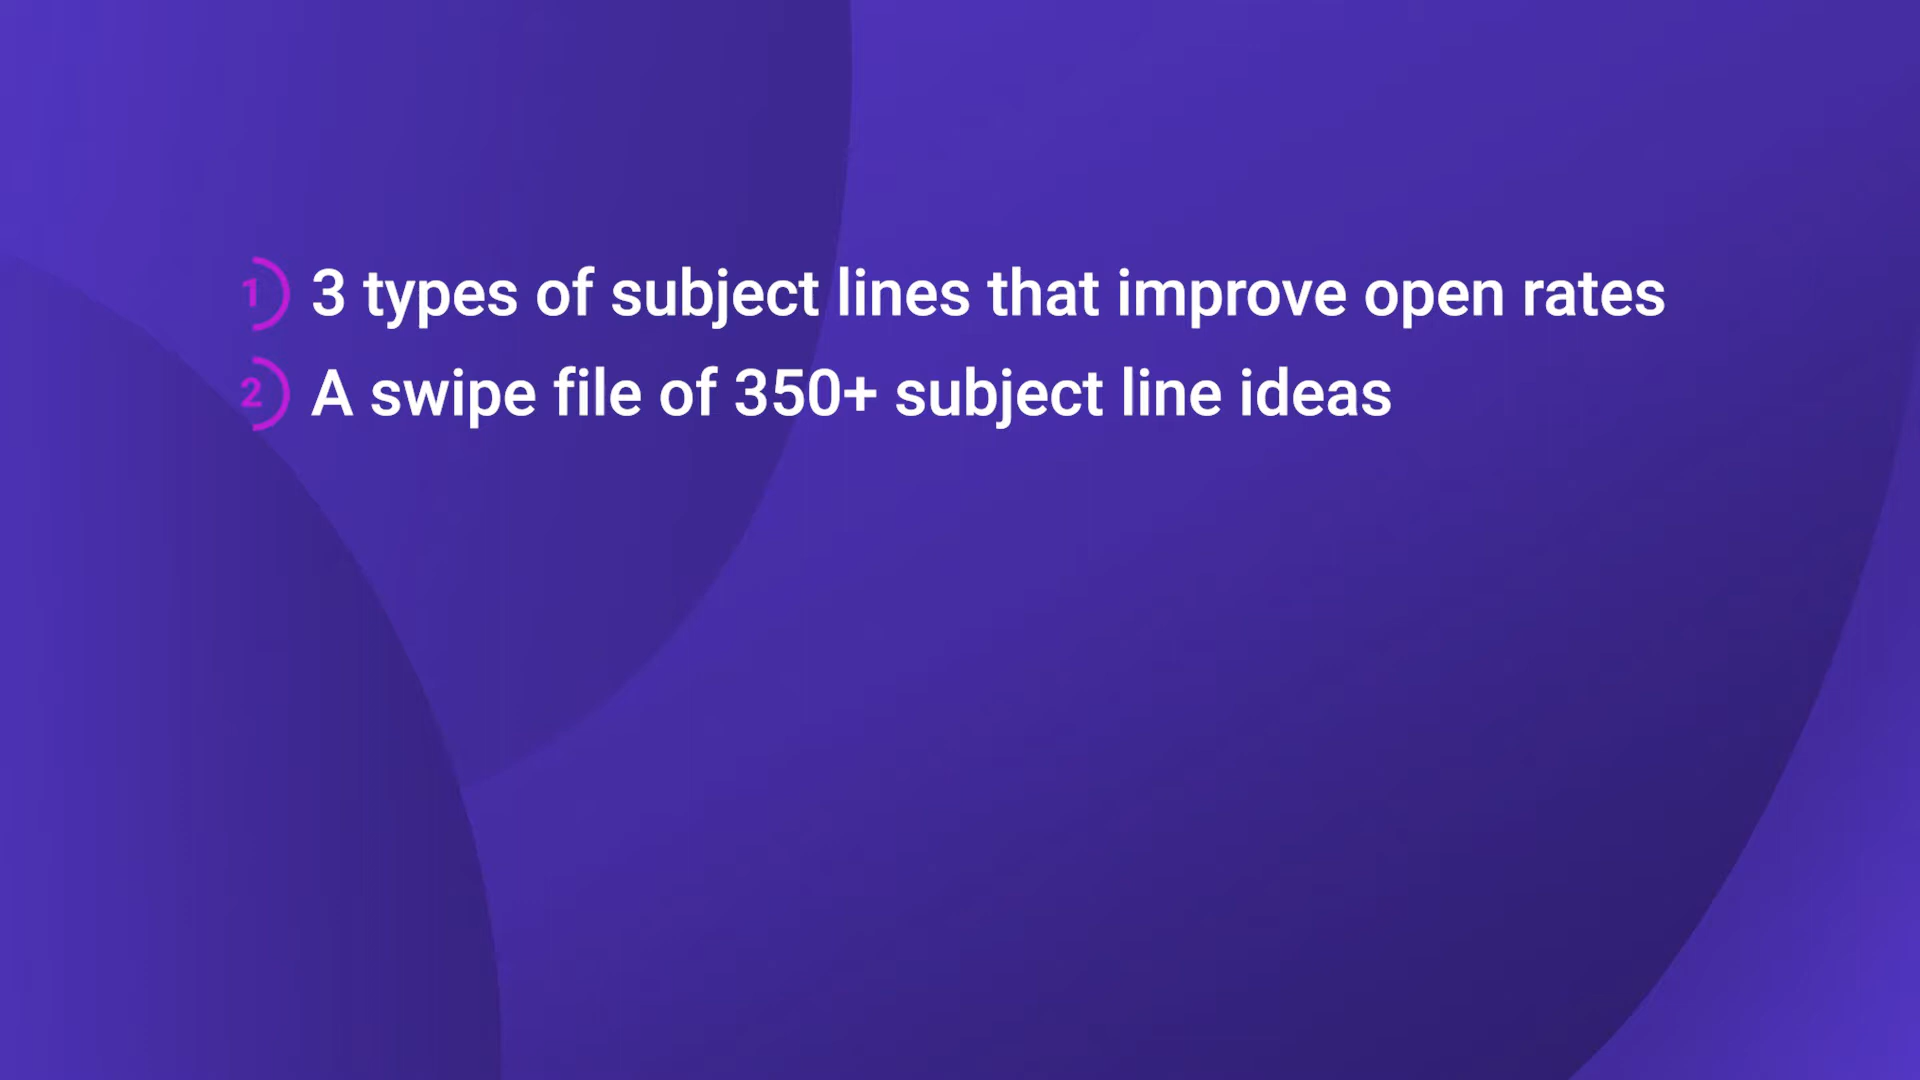 1 3 types of subject lines that improve open rates
2 A swipe file of 350+ subject line ideas